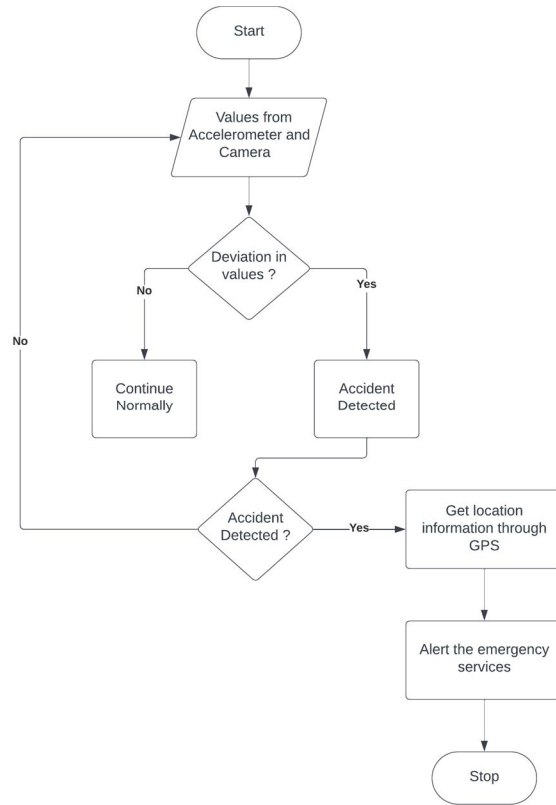 Start
Values from
Accelerometer and
Camera
Deviation in
values ?
No
Yes
No
Continue
Normally
Accident
Detected
Accident
Detected ?
Yes
Get location
information through
GPS
Alert the emergency
services
Stop